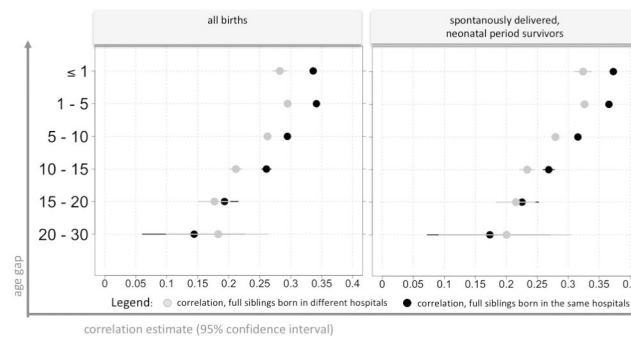 all births
spontanously delivered,
neonatal period survivors
≤ 1
1 - 5
5 - 10
10 - 15
15 - 20
20 - 30
age gap
0 0.05 0.1 0.15 0.2 0.25 0.3 0.35 0.4
0 0.05 0.1 0.15 0.2 0.25 0.3 0.35
Legend: correlation, full siblings born in different hospitals correlation, full siblings born in the same hospitals
correlation estimate (95% confidence interval)